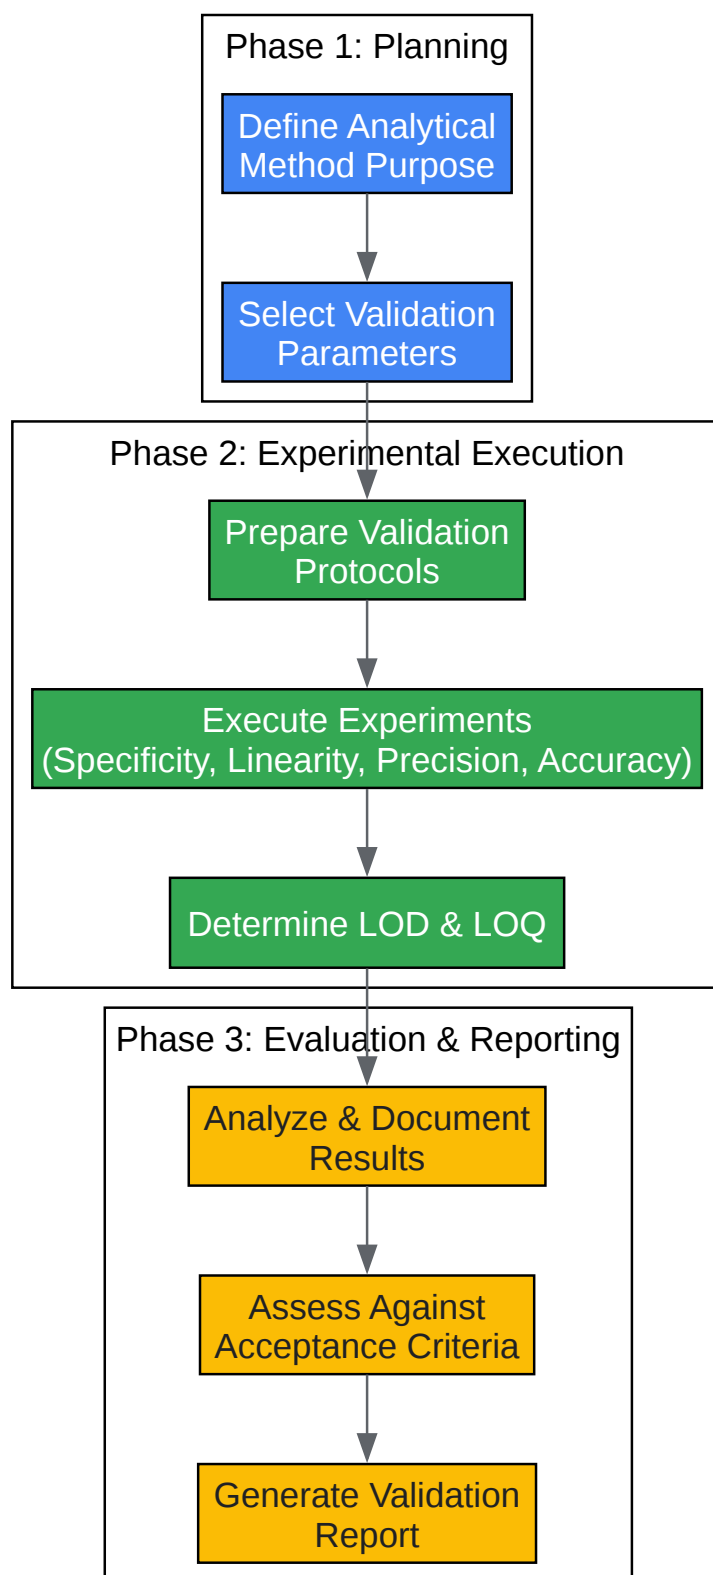 Phase 1: Planning
Define Analytical
Method Purpose
Select Validation
Parameters
Phase 2: Experimental Execution
Prepare Validation
Protocols
Execute Experiments
(Specificity, Linearity, Precision, Accuracy)
Determine LOD & LOQ
Phase 3: Evaluation & Reporting
Analyze & Document
Results
Assess Against
Acceptance Criteria
Generate Validation
Report